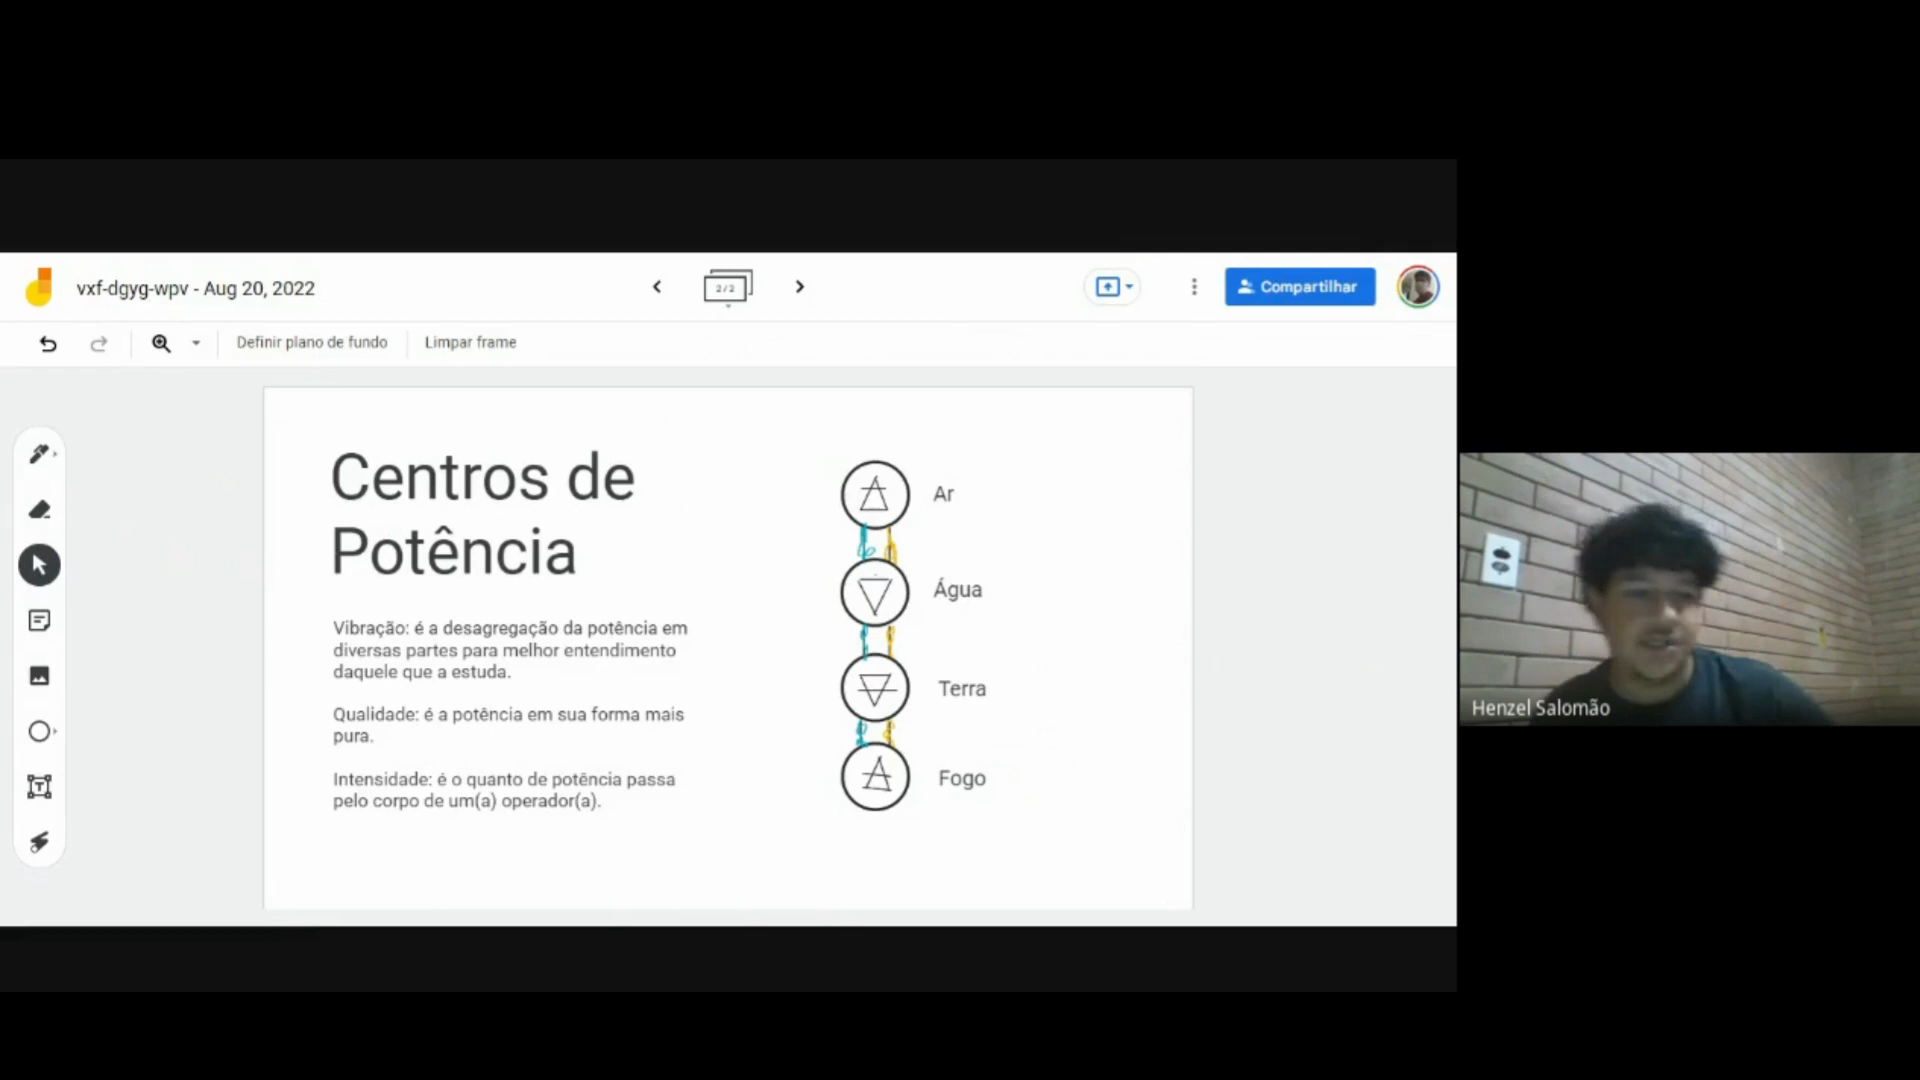 vxf-dgyg-wpv - Aug 20, 2022
2/2
Compartilhar
Definir plano de fundo
Limpar frame
Centros de
Potência
Vibração: é a desagregação da potência em
diversas partes para melhor entendimento
daquele que a estuda.
Qualidade: é a potência em sua forma mais
pura.
Intensidade: é o quanto de potência passa
pelo corpo de um(a) operador(a).
Ar
Água
Terra
Fogo
Henzel Salomão